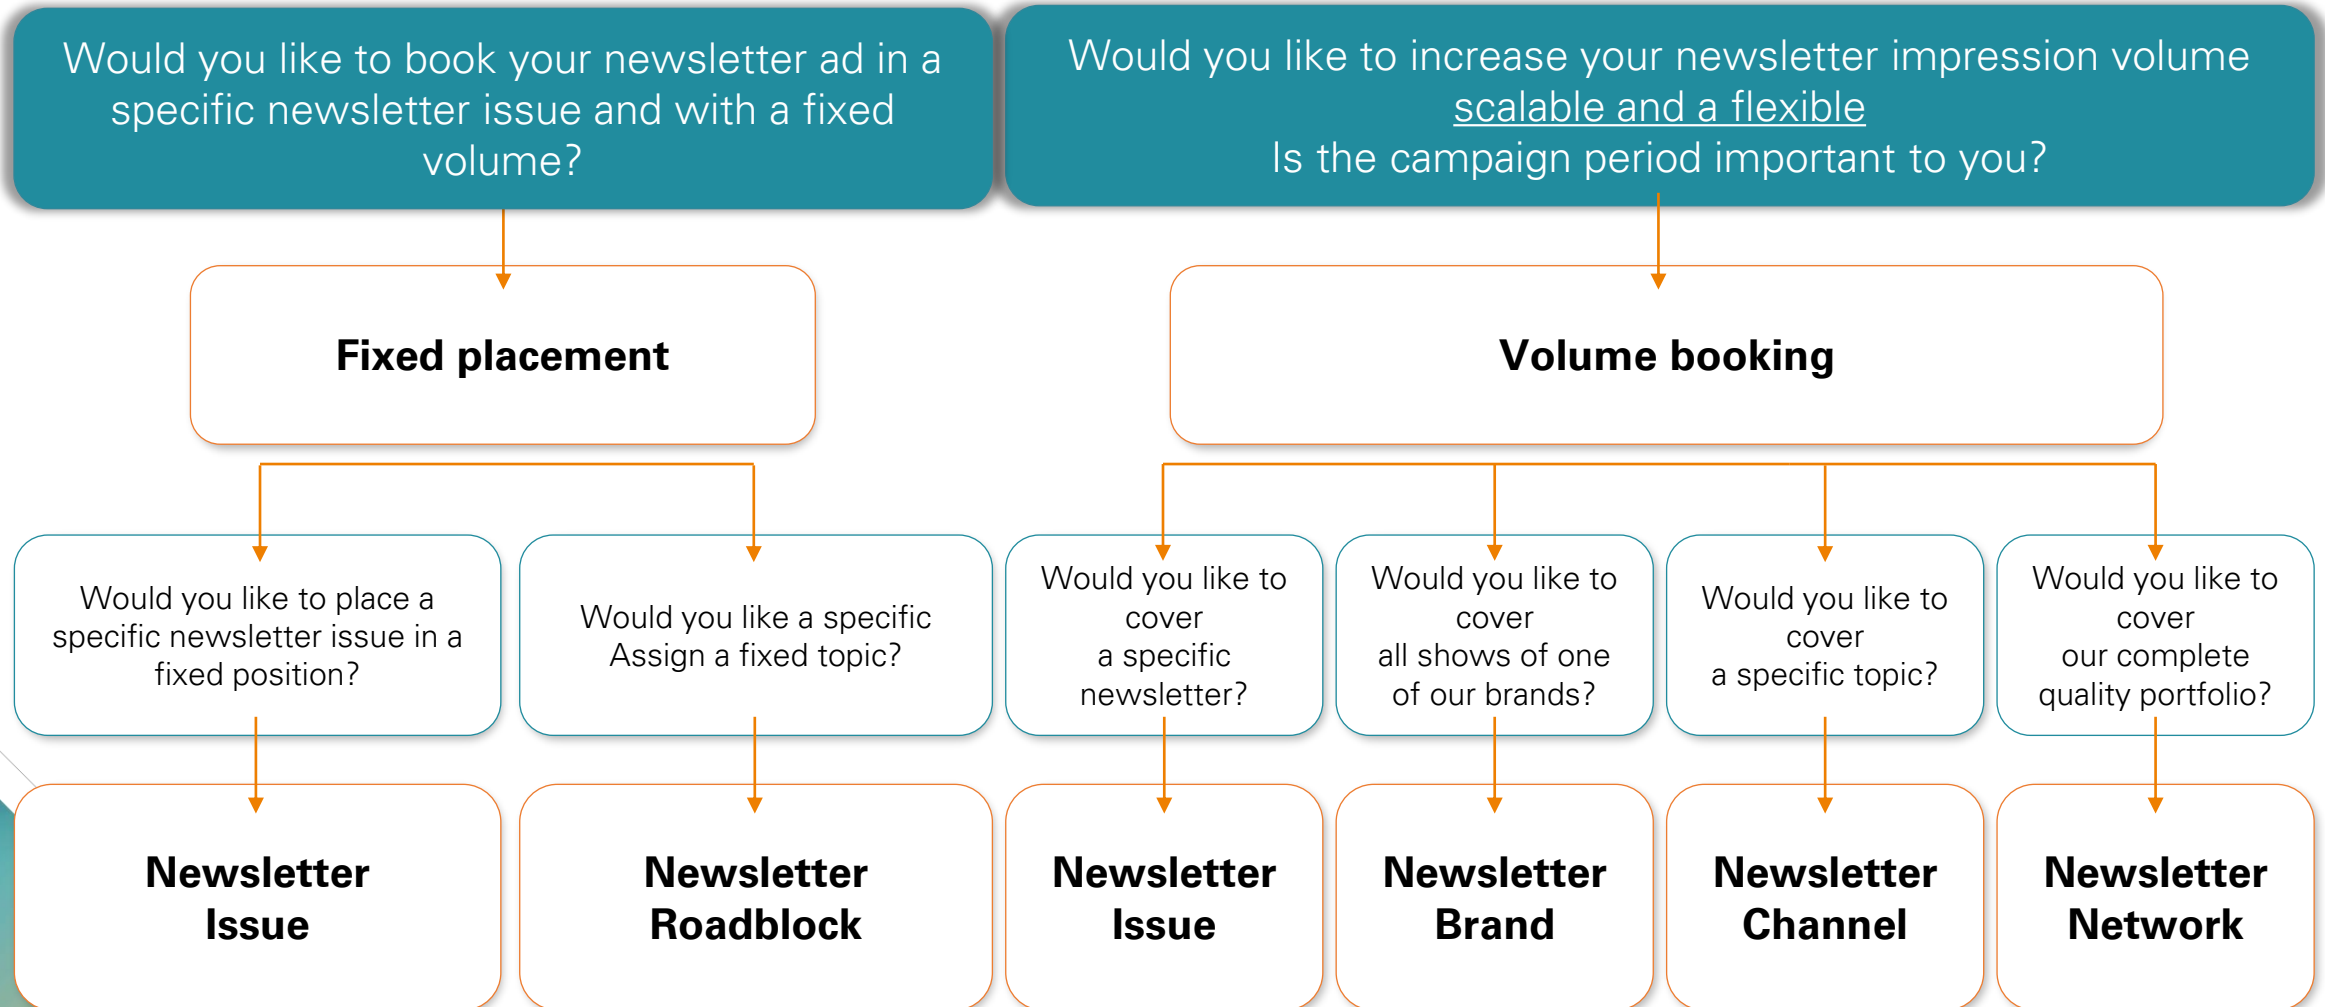 Would you like to book your newsletter ad in a
specific newsletter issue and with a fixed
volume?
Would you like to increase your newsletter impression volume
scalable and a flexible
Is the campaign period important to you?
Fixed placement
Volume booking
Would you like to place a
specific newsletter issue in a
fixed position?
Would you like a specific
Assign a fixed topic?
Would you like to
cover
a specific
newsletter?
Would you like to
cover
all shows of one
of our brands?
Would you like to
cover
a specific topic?
Would you like to
cover
our complete
quality portfolio?
Newsletter
Issue
Newsletter
Roadblock
Newsletter
Issue
Newsletter
Brand
Newsletter
Channel
Newsletter
Network